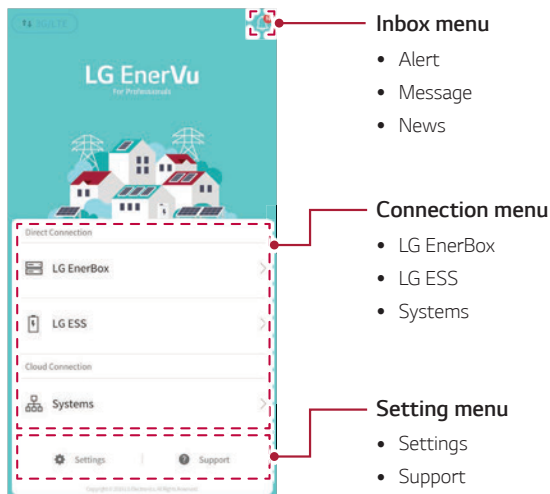 LG EnerVu
For Professionals
Direct Connection
LG EnerBox
LG ESS
Cloud Connection
Systems
Settings
Support
Inbox menu
• Alert
• Message
• News
Connection menu
• LG EnerBox
• LG ESS
• Systems
Setting menu
• Settings
• Support